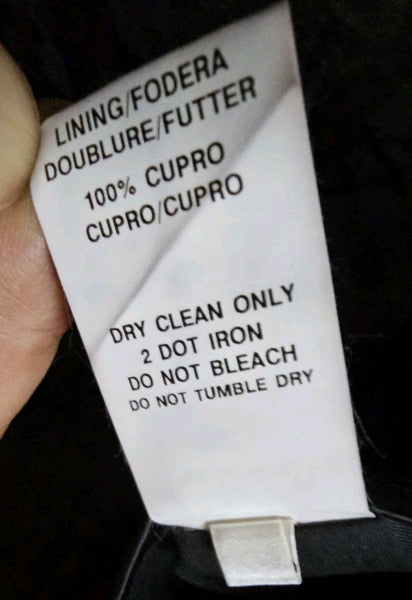 LINING/FODERA
DOUBLURE/FUTTER
100% CUPRO
CUPRO/CUPRO
DRY CLEAN ONLY
2 DOT IRON
DO NOT BLEACH
DO NOT TUMBLE DRY